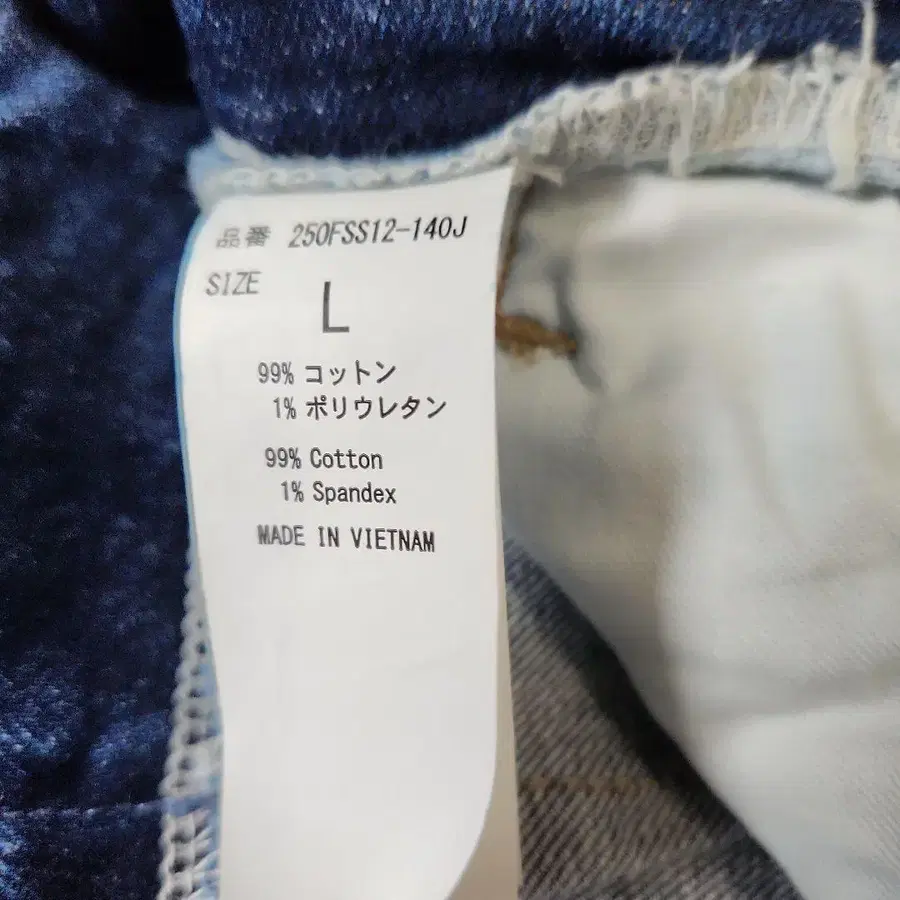 品番 250FSS12-140J
SIZE
L
99% コットン
1% ポリウレタン
99% Cotton
1% Spandex
MADE IN VIETNAM